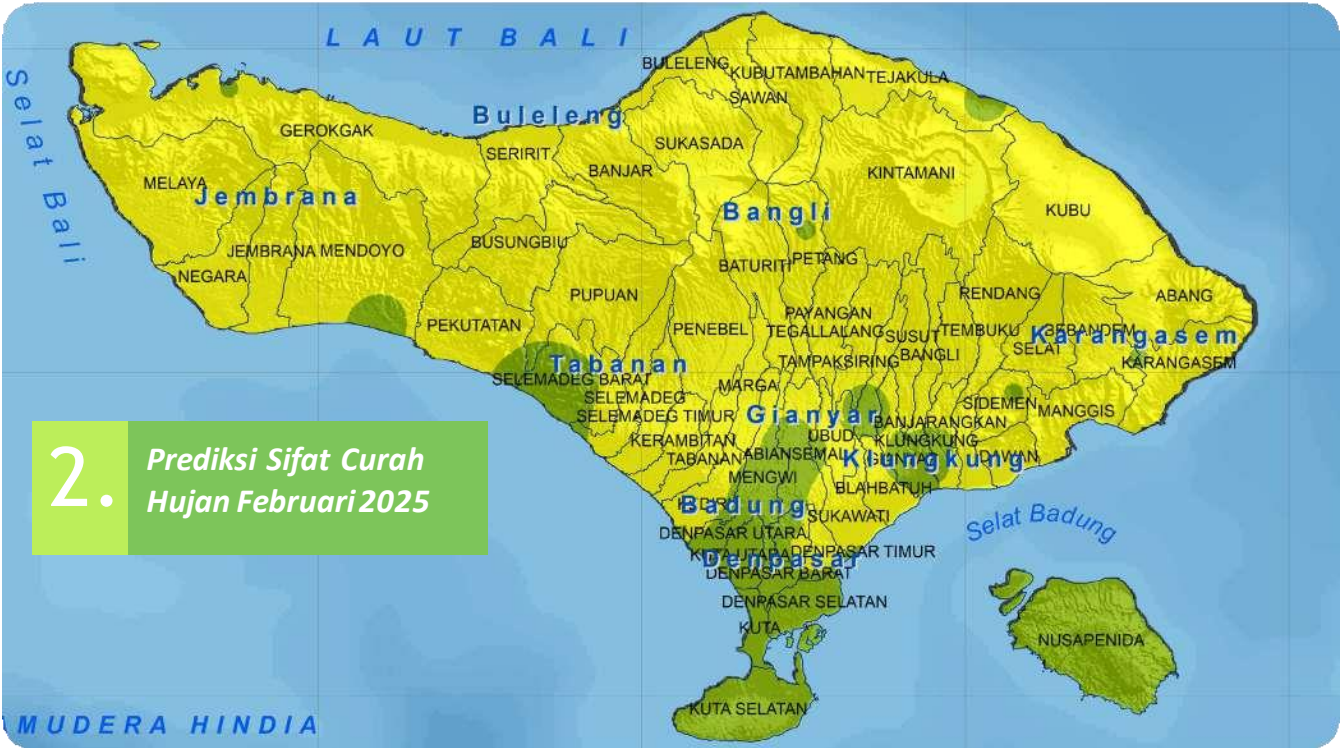 LAUT BALI
Selat Bali
BULELENG
KUBUTAMBAHAN
TEJAKULA
SAWAN
Buleleng
GEROKGAK
SERIRIT
SUKASADA
BANJAR
KINTAMANI
MELAYA
Jembrana
Bangli
KUBU
JEMBRANA
MENDOYO
BUSUNGBIU
BATURITI
PETANG
NEGARA
PUPUAN
RENDANG
ABANG
PEKUTATAN
PENEBEL
PAYANGAN
TEGALLALANG
SUSUT
TEMBUKU
BEBANDEM
Karangasem
SELAT
BANGLI
TAMPAKSIRING
KARANGASEM
Tabanan
SELEMADEG BARAT
MARGA
SELEMADEG
SIDEMEN
MANGGIS
SELEMADEG TIMUR
Gianyar
BANJARANGKAN
KERAMBITAN
UBUD
KLUNGKUNG
TABANAN
ABIANSEMAL
Klungkung
DAWAN
MENGWI
BLAHBATUH
2.
Prediksi Sifat Curah
Hujan Februari 2025
Badung
SUKAWATI
DENPASAR UTARA
Selat Badung
KUTA UTARA
DENPASAR TIMUR
Denpasar
DENPASAR BARAT
DENPASAR SELATAN
KUTA
NUSAPENIDA
KUTA SELATAN
MUDERA HINDIA